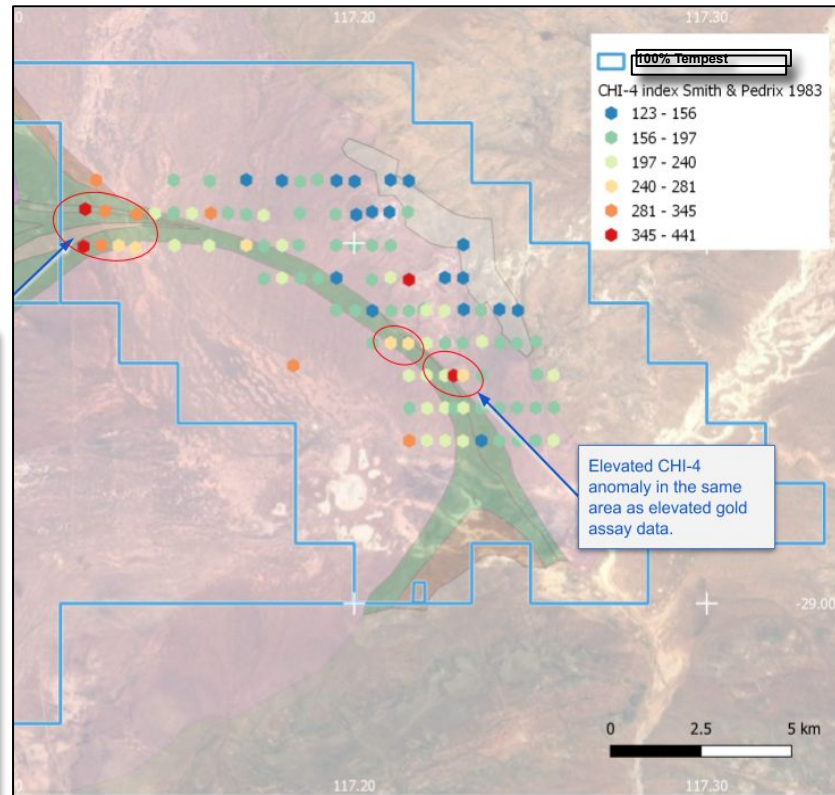 0
117.20
117.30
100% Tempest
CHI-4 index Smith & Pedrix 1983
123 - 156
156 - 197
197 - 240
240 - 281
281 - 345
345 - 441
Elevated CHI-4
anomaly in the same
area as elevated gold
assay data.
-29.00
0 2.5 5 km
0
117.20
117.30